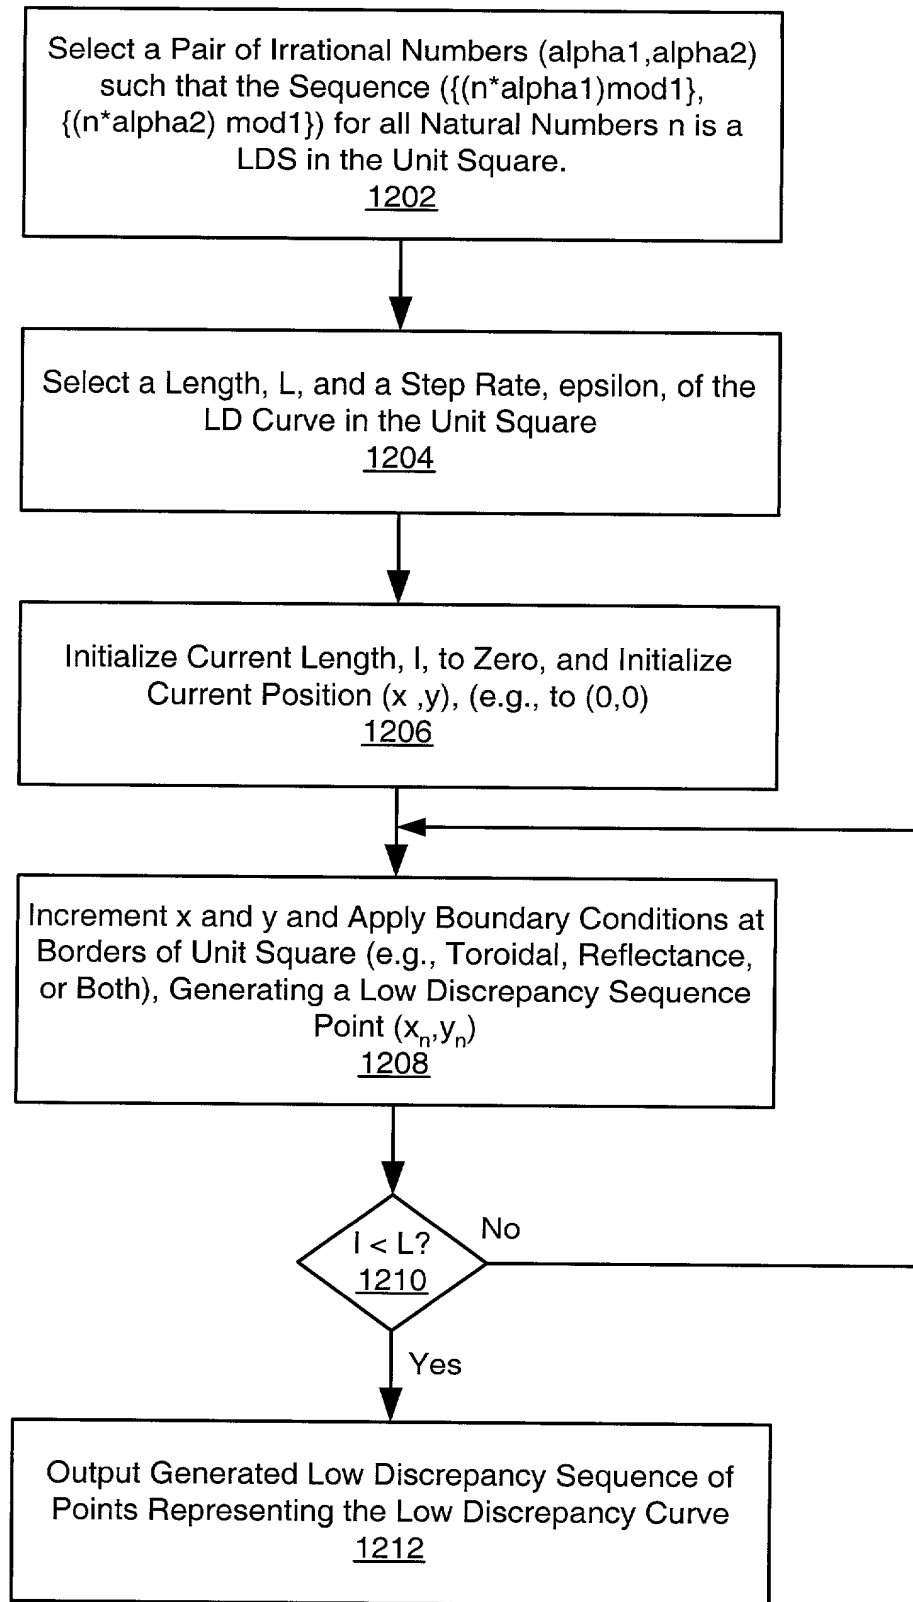 Select a Pair of Irrational Numbers (alpha1,alpha2)
such that the Sequence ({(n*alpha1)mod1},
{(n*alpha2) mod1}) for all Natural Numbers n is a
LDS in the Unit Square.
1202
Select a Length, L, and a Step Rate, epsilon, of the
LD Curve in the Unit Square
1204
Initialize Current Length, l, to Zero, and Initialize
Current Position (x ,y), (e.g., to (0,0)
1206
Increment x and y and Apply Boundary Conditions at
Borders of Unit Square (e.g., Toroidal, Reflectance,
or Both), Generating a Low Discrepancy Sequence
Point (xₙ,yₙ)
1208
l < L?
1210
No
Yes
Output Generated Low Discrepancy Sequence of
Points Representing the Low Discrepancy Curve
1212